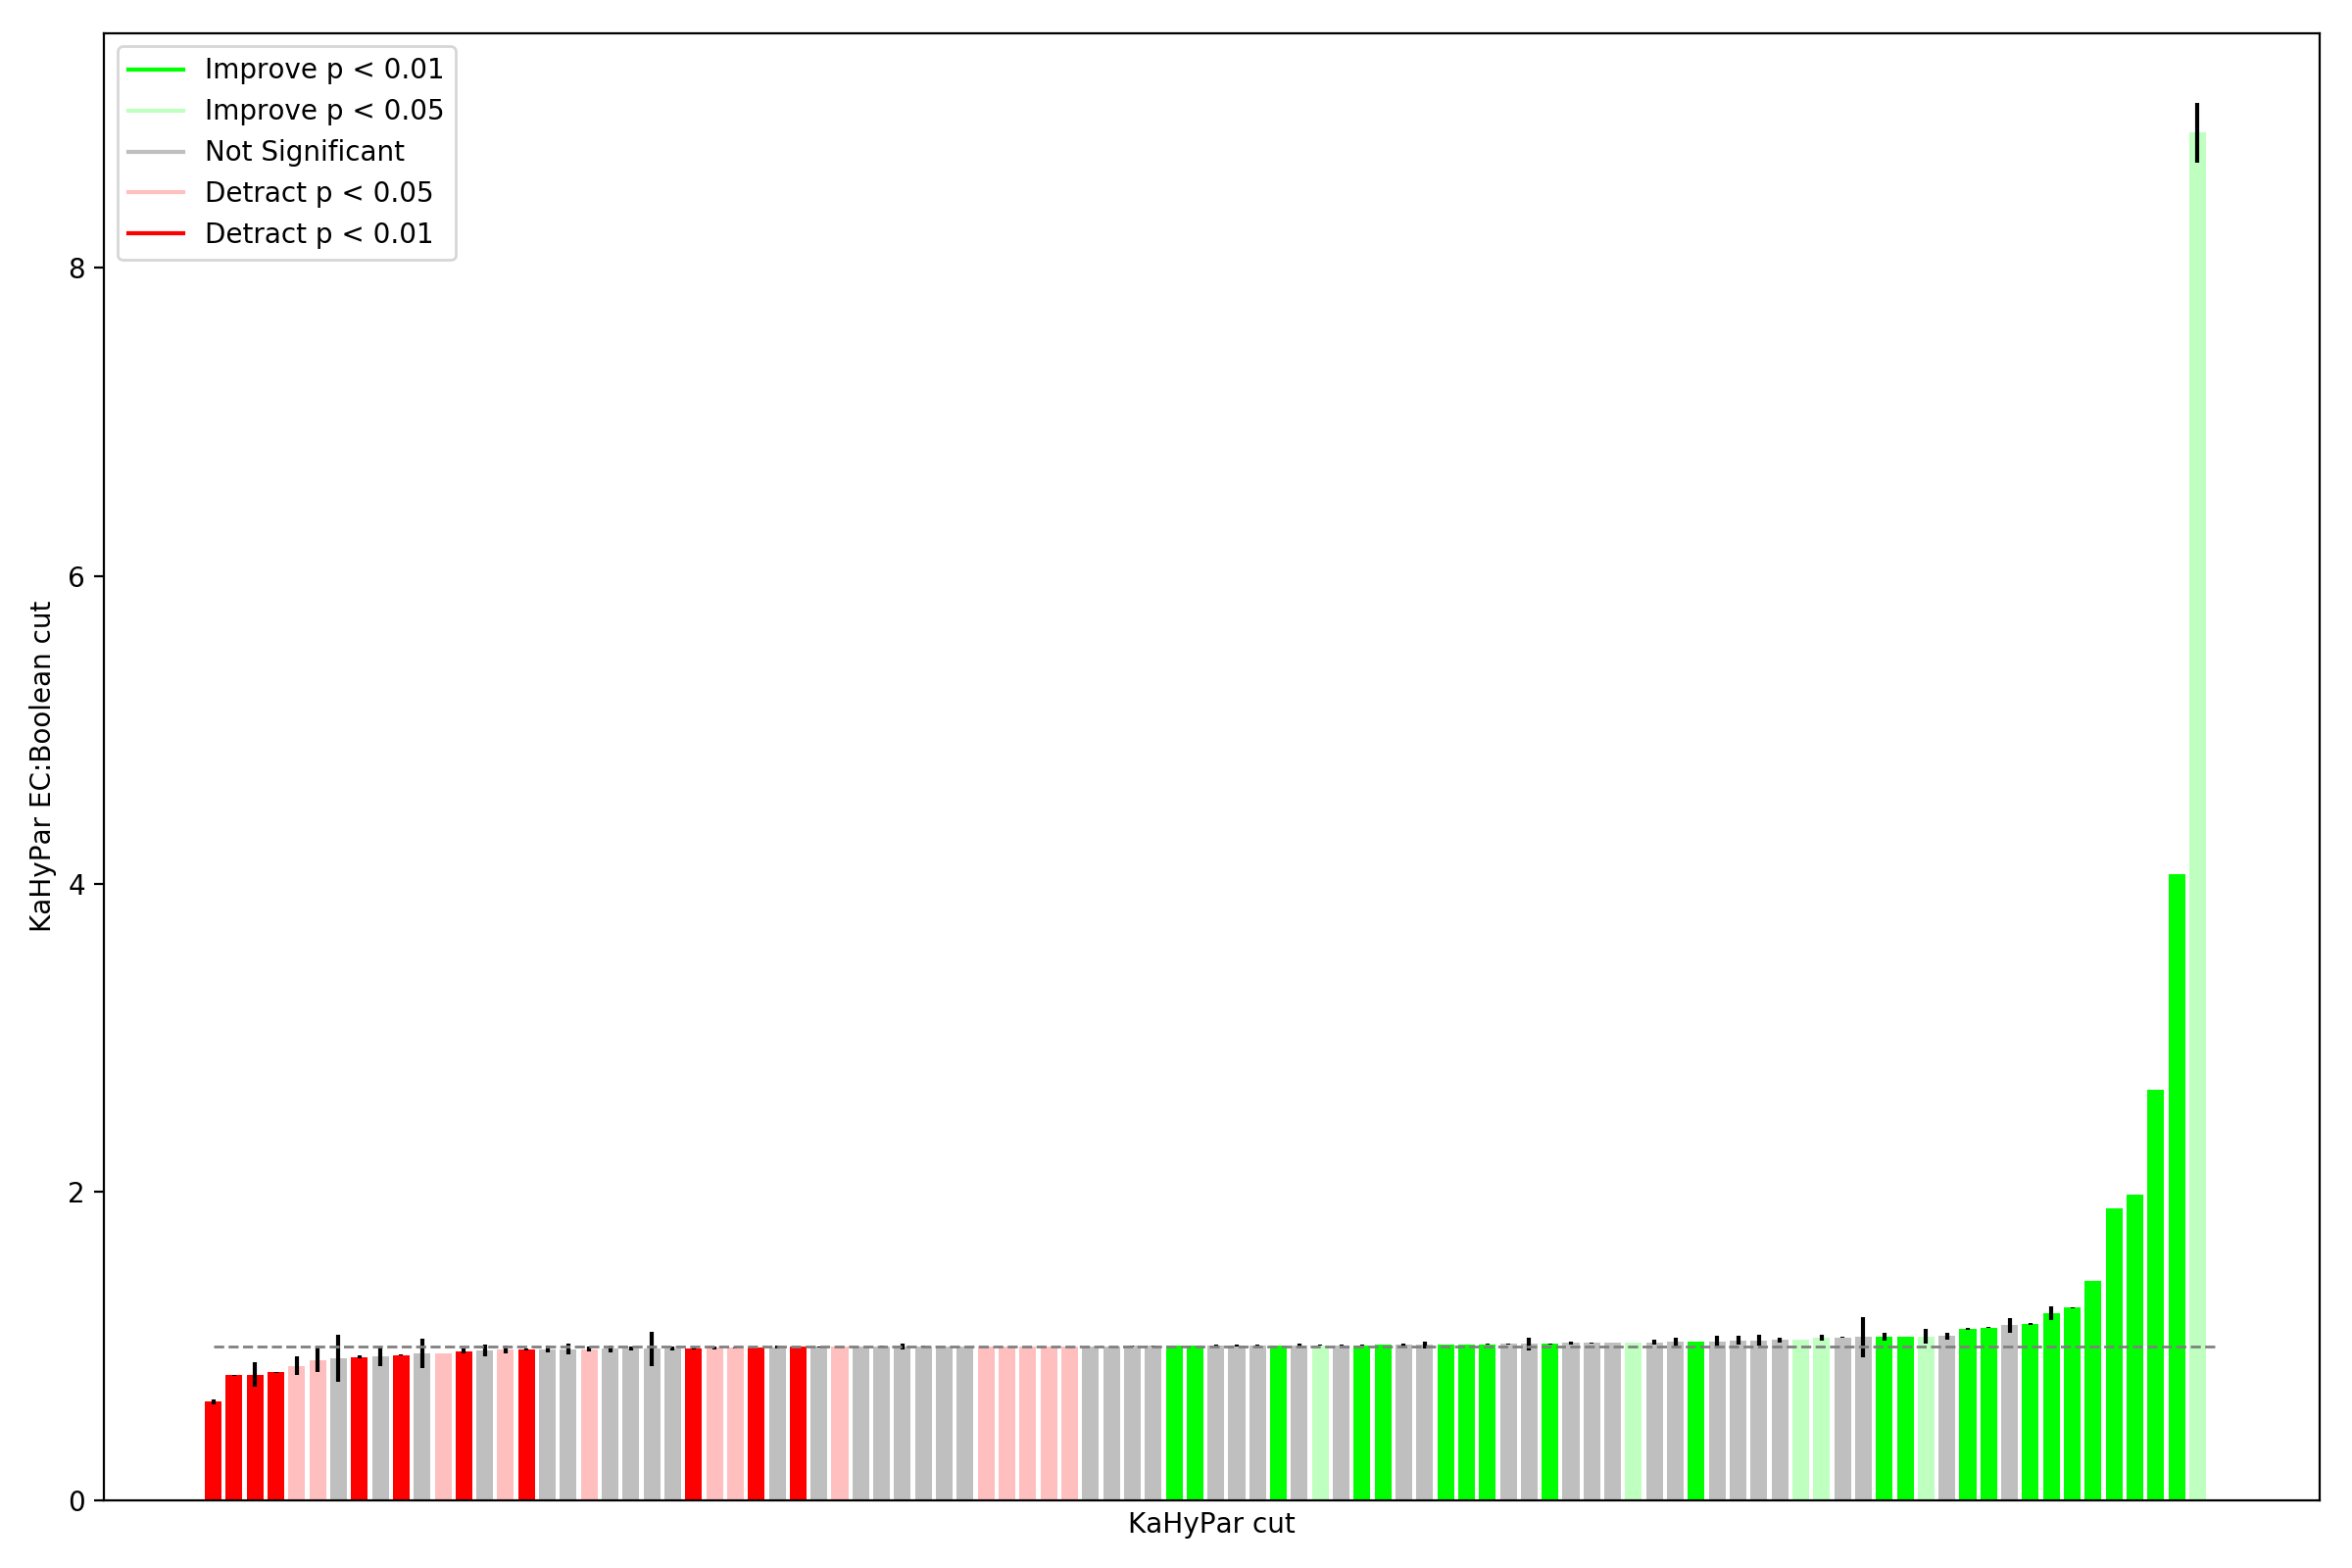 Improve p < 0.01
Improve p < 0.05
Not Significant
Detract p < 0.05
Detract p < 0.01
8
6
4
2
0
KaHyPar EC:Boolean cut
KaHyPar cut